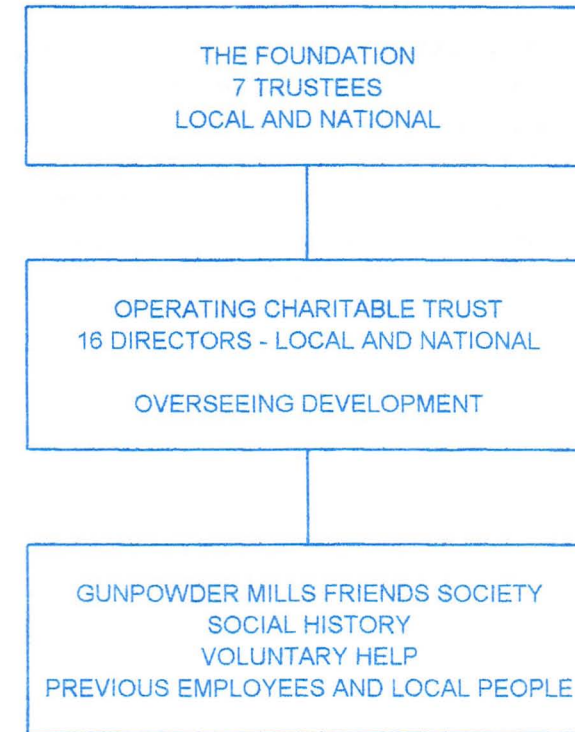 THE FOUNDATION
7 TRUSTEES
LOCAL AND NATIONAL
OPERATING CHARITABLE TRUST
16 DIRECTORS - LOCAL AND NATIONAL
OVERSEEING DEVELOPMENT
GUNPOWDER MILLS FRIENDS SOCIETY
SOCIAL HISTORY
VOLUNTARY HELP
PREVIOUS EMPLOYEES AND LOCAL PEOPLE